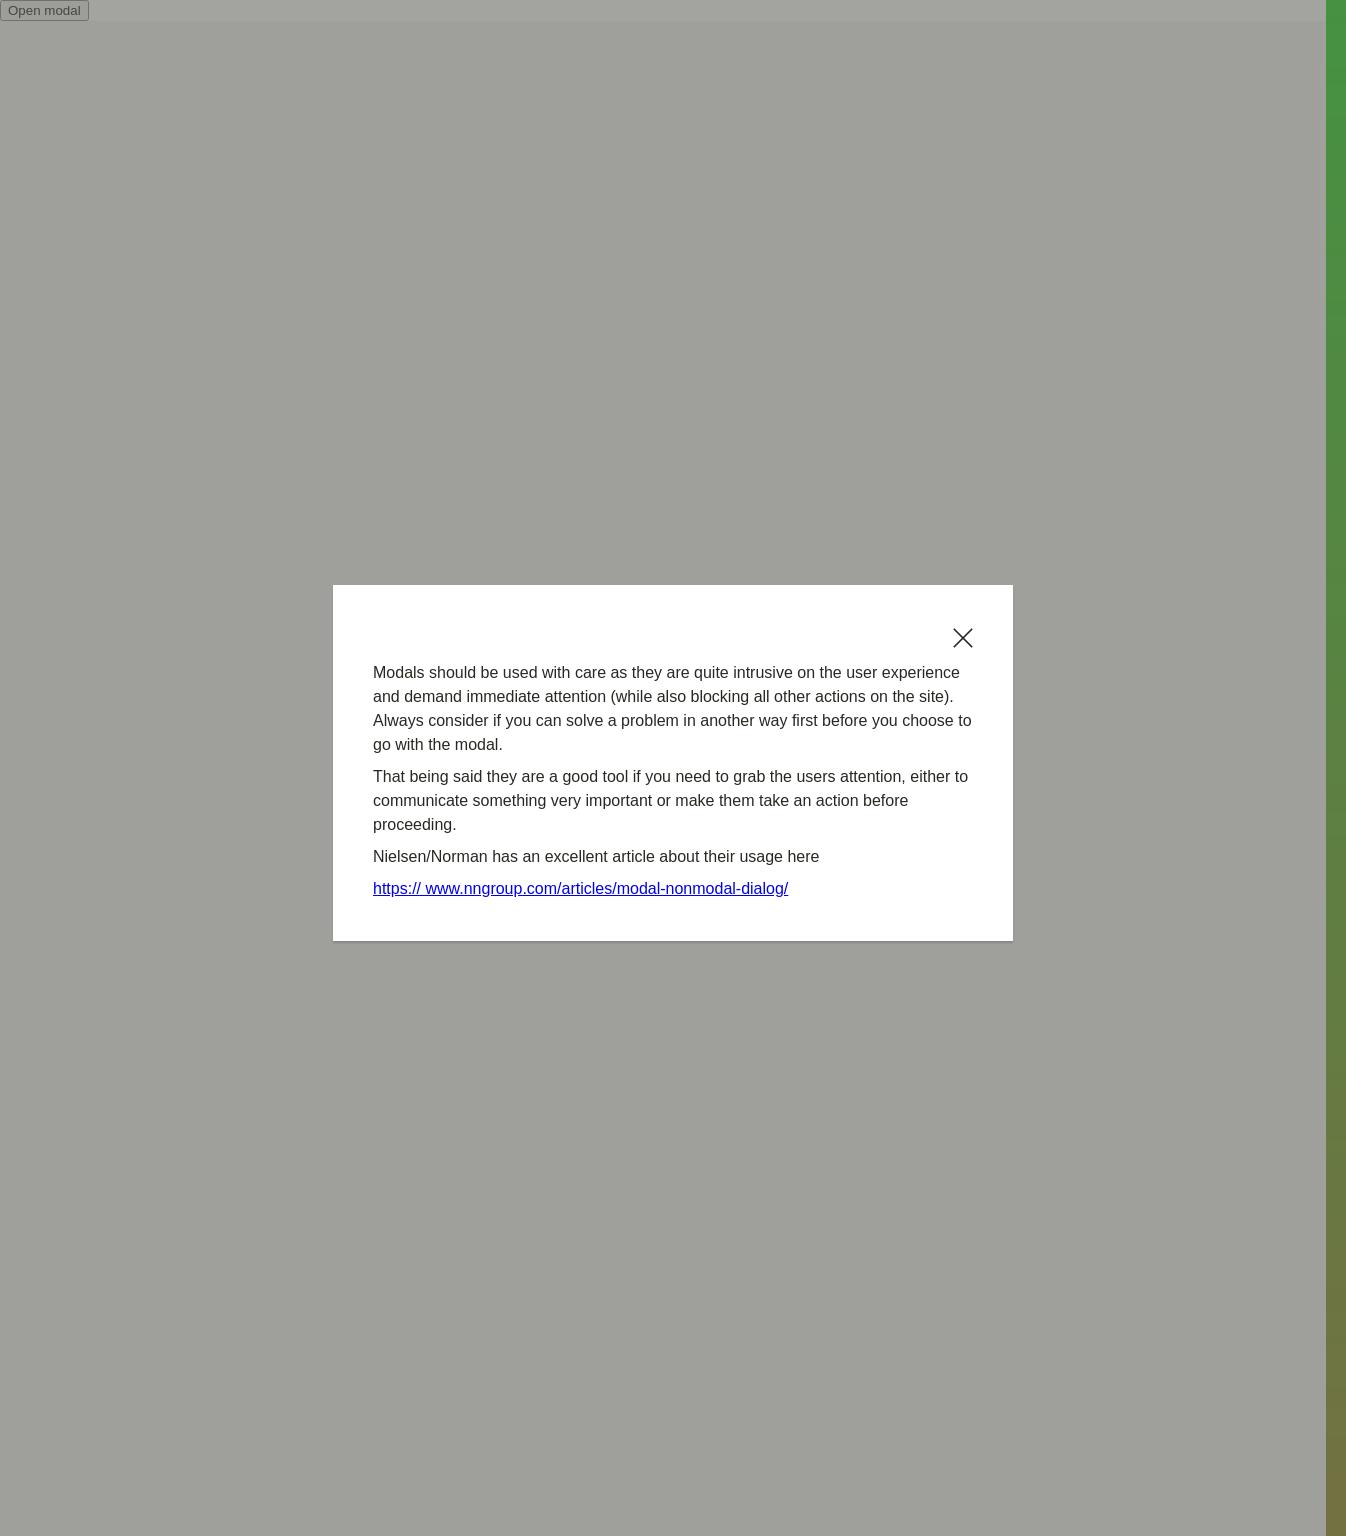 Open modal
Modals should be used with care as they are quite intrusive on the user experience
and demand immediate attention (while also blocking all other actions on the site).
Always consider if you can solve a problem in another way first before you choose to
go with the modal.
That being said they are a good tool if you need to grab the users attention, either to
communicate something very important or make them take an action before
proceeding.
Nielsen/Norman has an excellent article about their usage here
https:// www.nngroup.com/articles/modal-nonmodal-dialog/